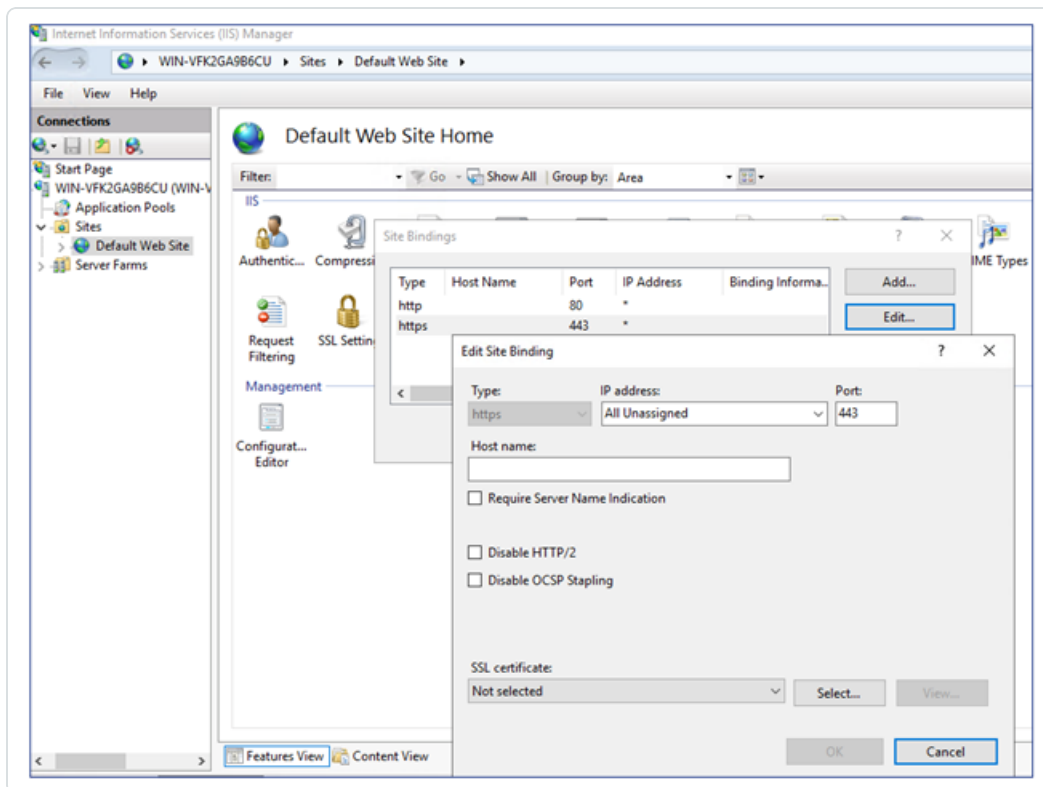 Internet Information Services (IIS) Manager
WIN-VFK2GA9B6CU Sites Default Web Site
File View Help
Connections
Start Page
WIN-VFK2GA9B6CU (WIN-V
Application Pools
Sites
Default Web Site
Server Farms
Default Web Site Home
Filter: Go Show All Group by: Area
IIS
Authentic... Compressi IME Types
Request Filtering
SSL Settin
Management
Configurat... Editor
Site Bindings ?
Type Host Name Port IP Address Binding Informa...
http 80 *
https 443 *
Add...
Edit...
Edit Site Binding ?
Type: IP address: Port:
https All Unassigned 443
Host name:
Require Server Name Indication
Disable HTTP/2
Disable OCSP Stapling
SSL certificate:
Not selected Select... View...
OK Cancel
Features View Content View